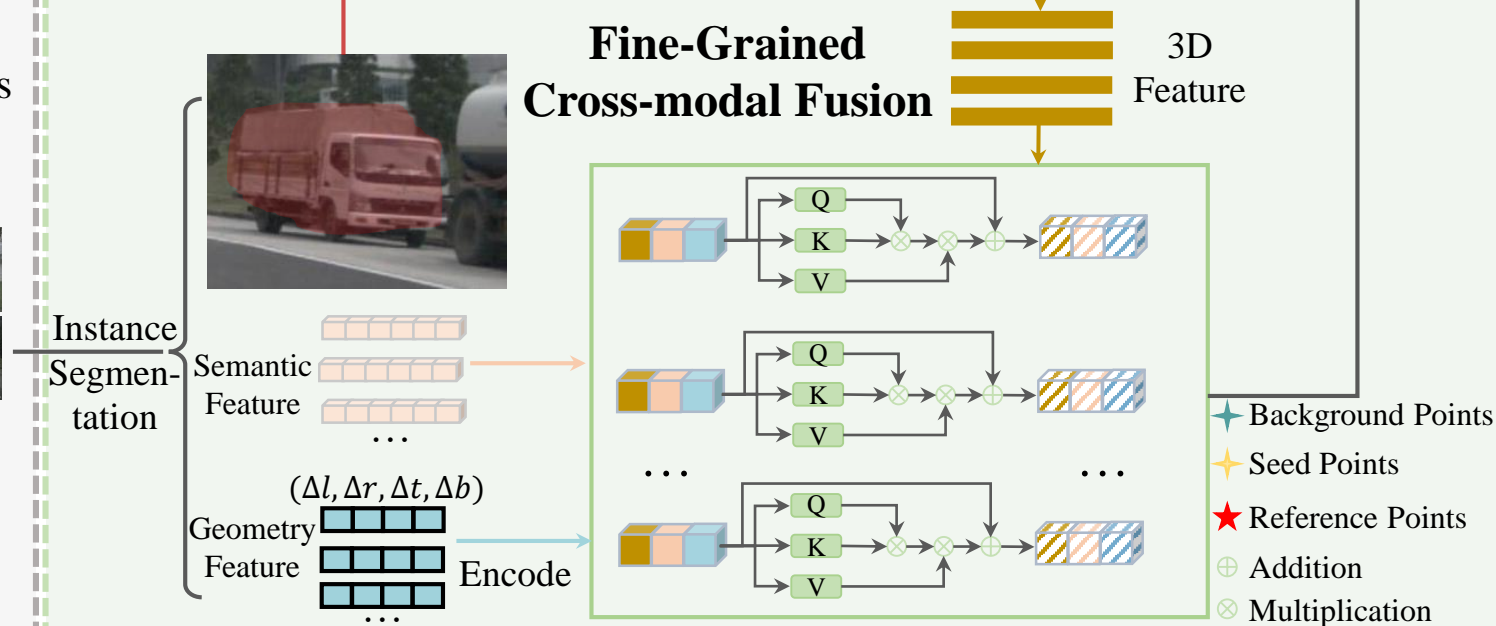 Fine-Grained
Cross-modal Fusion
3D
Feature
s
Instance
Segmen-
tation
Semantic
Feature
...
(Δl, Δr, Δt, Δb)
Geometry
Feature
Encode
...
Q
K
V
Q
K
V
... ...
Q
K
V
Background Points
Seed Points
Reference Points
Addition
Multiplication